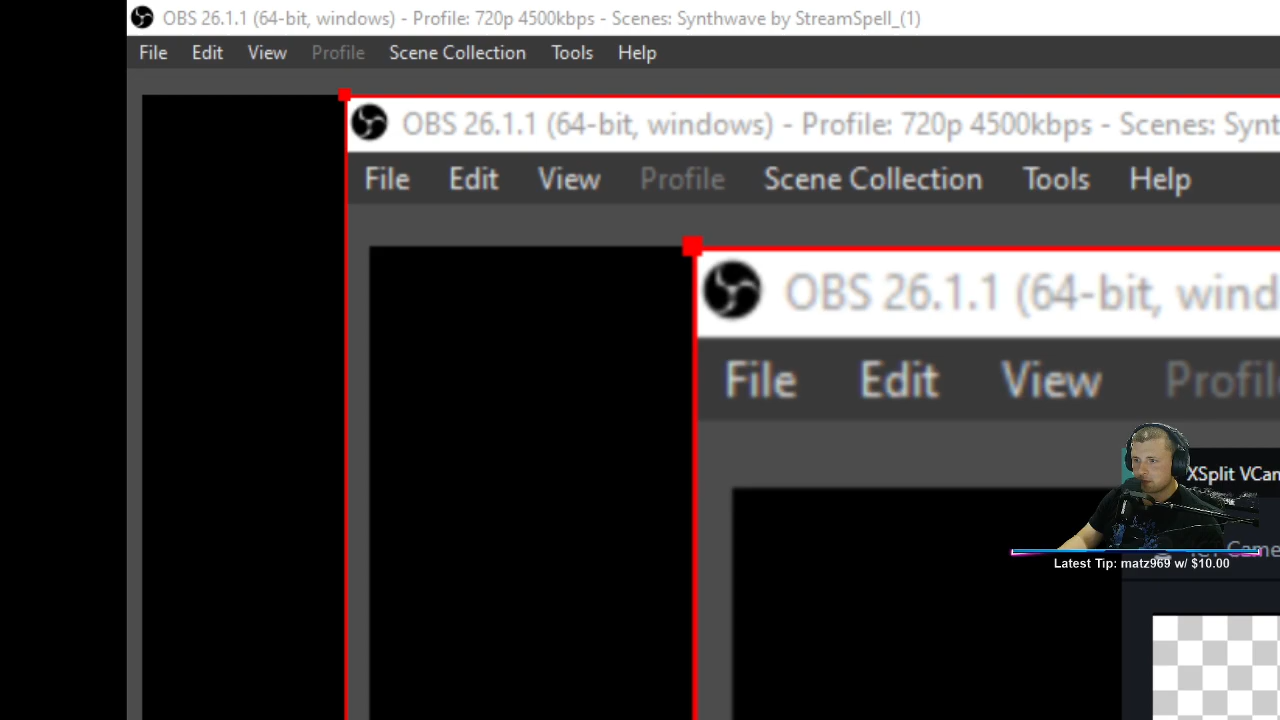 OBS 26.1.1 (64-bit, windows) - Profile: 720p 4500kbps - Scenes: Synthwave by StreamSpell_(1)
File Edit View Profile Scene Collection Tools Help
OBS 26.1.1 (64-bit, windows) - Profile: 720p 4500kbps - Scenes: Synt
File Edit View Profile Scene Collection Tools Help
OBS 26.1.1 (64-bit, wind
File Edit View Profil
XSplit VCam
Came
Latest Tip: matz969 w/ $10.00